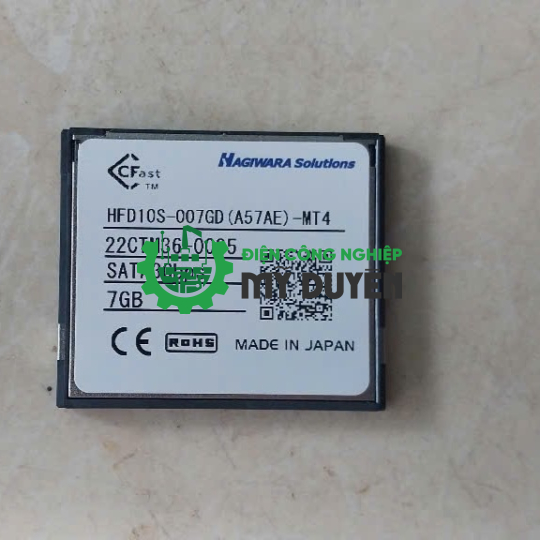 CFast
TM
HAGIWARA Solutions
HFD10S-007GD(A57AE)-MT4
ĐIỆN CÔNG NGHIỆP
MỸ DUYÊN
7GB
CE RoHS MADE IN JAPAN